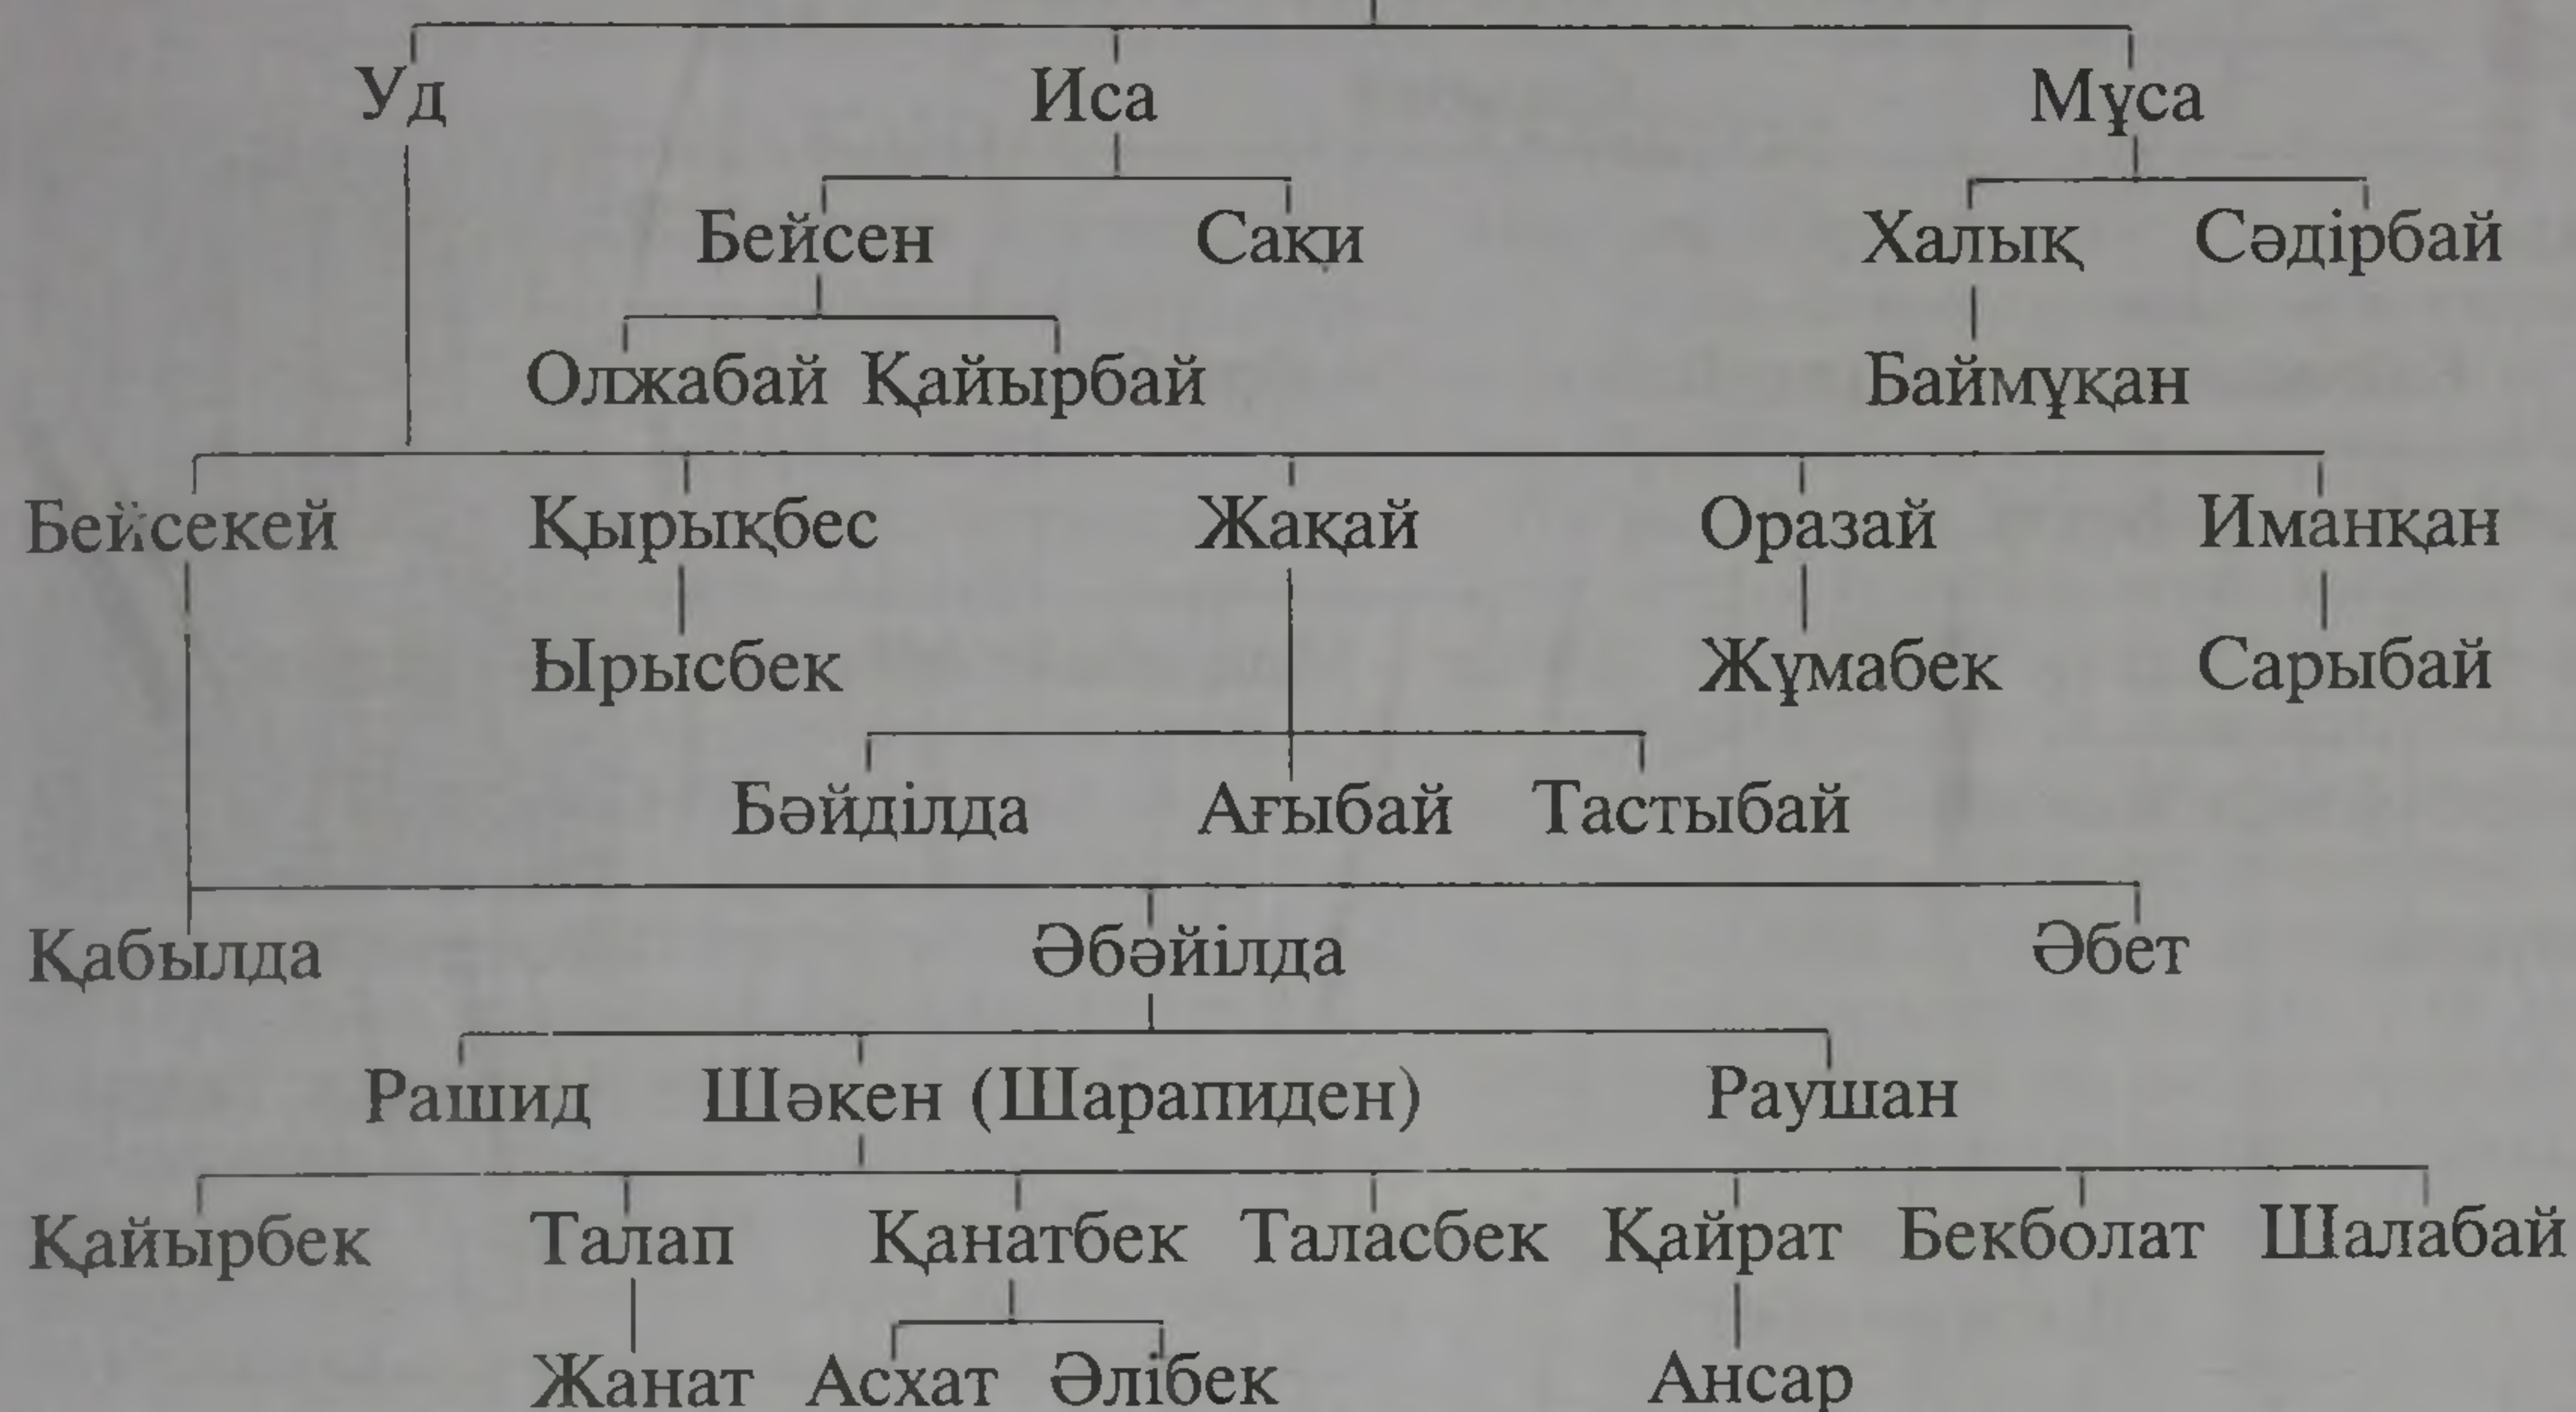 Уд Иса Мұса
Бейсен Сақи Халық Сәдірбай
Олжабай Қайырбай Баймұқан
Бейсекей Қырықбес Жақай Оразай Иманқан
Ырысбек Жұмабек Сарыбай
Бәйділда Ағыбай Тастыбай
Қабылда Әбәйілда Әбет
Рашид Шәкен (Шарапиден) Раушан
Қайырбек Талап Қанатбек Таласбек Қайрат Бекболат Шалабай
Жанат Асхат Әлібек Ансар